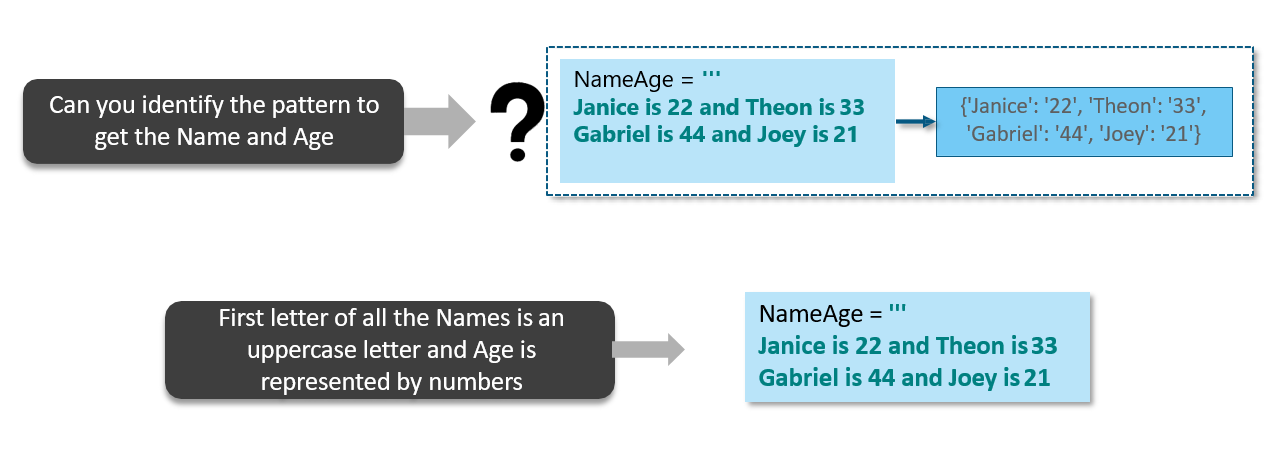 Can you identify the pattern to
get the Name and Age
?
NameAge = '''
Janice is 22 and Theon is 33
Gabriel is 44 and Joey is 21
{'Janice': '22', 'Theon': '33',
'Gabriel': '44', 'Joey': '21'}
First letter of all the Names is an
uppercase letter and Age is
represented by numbers
NameAge = '''
Janice is 22 and Theon is 33
Gabriel is 44 and Joey is 21